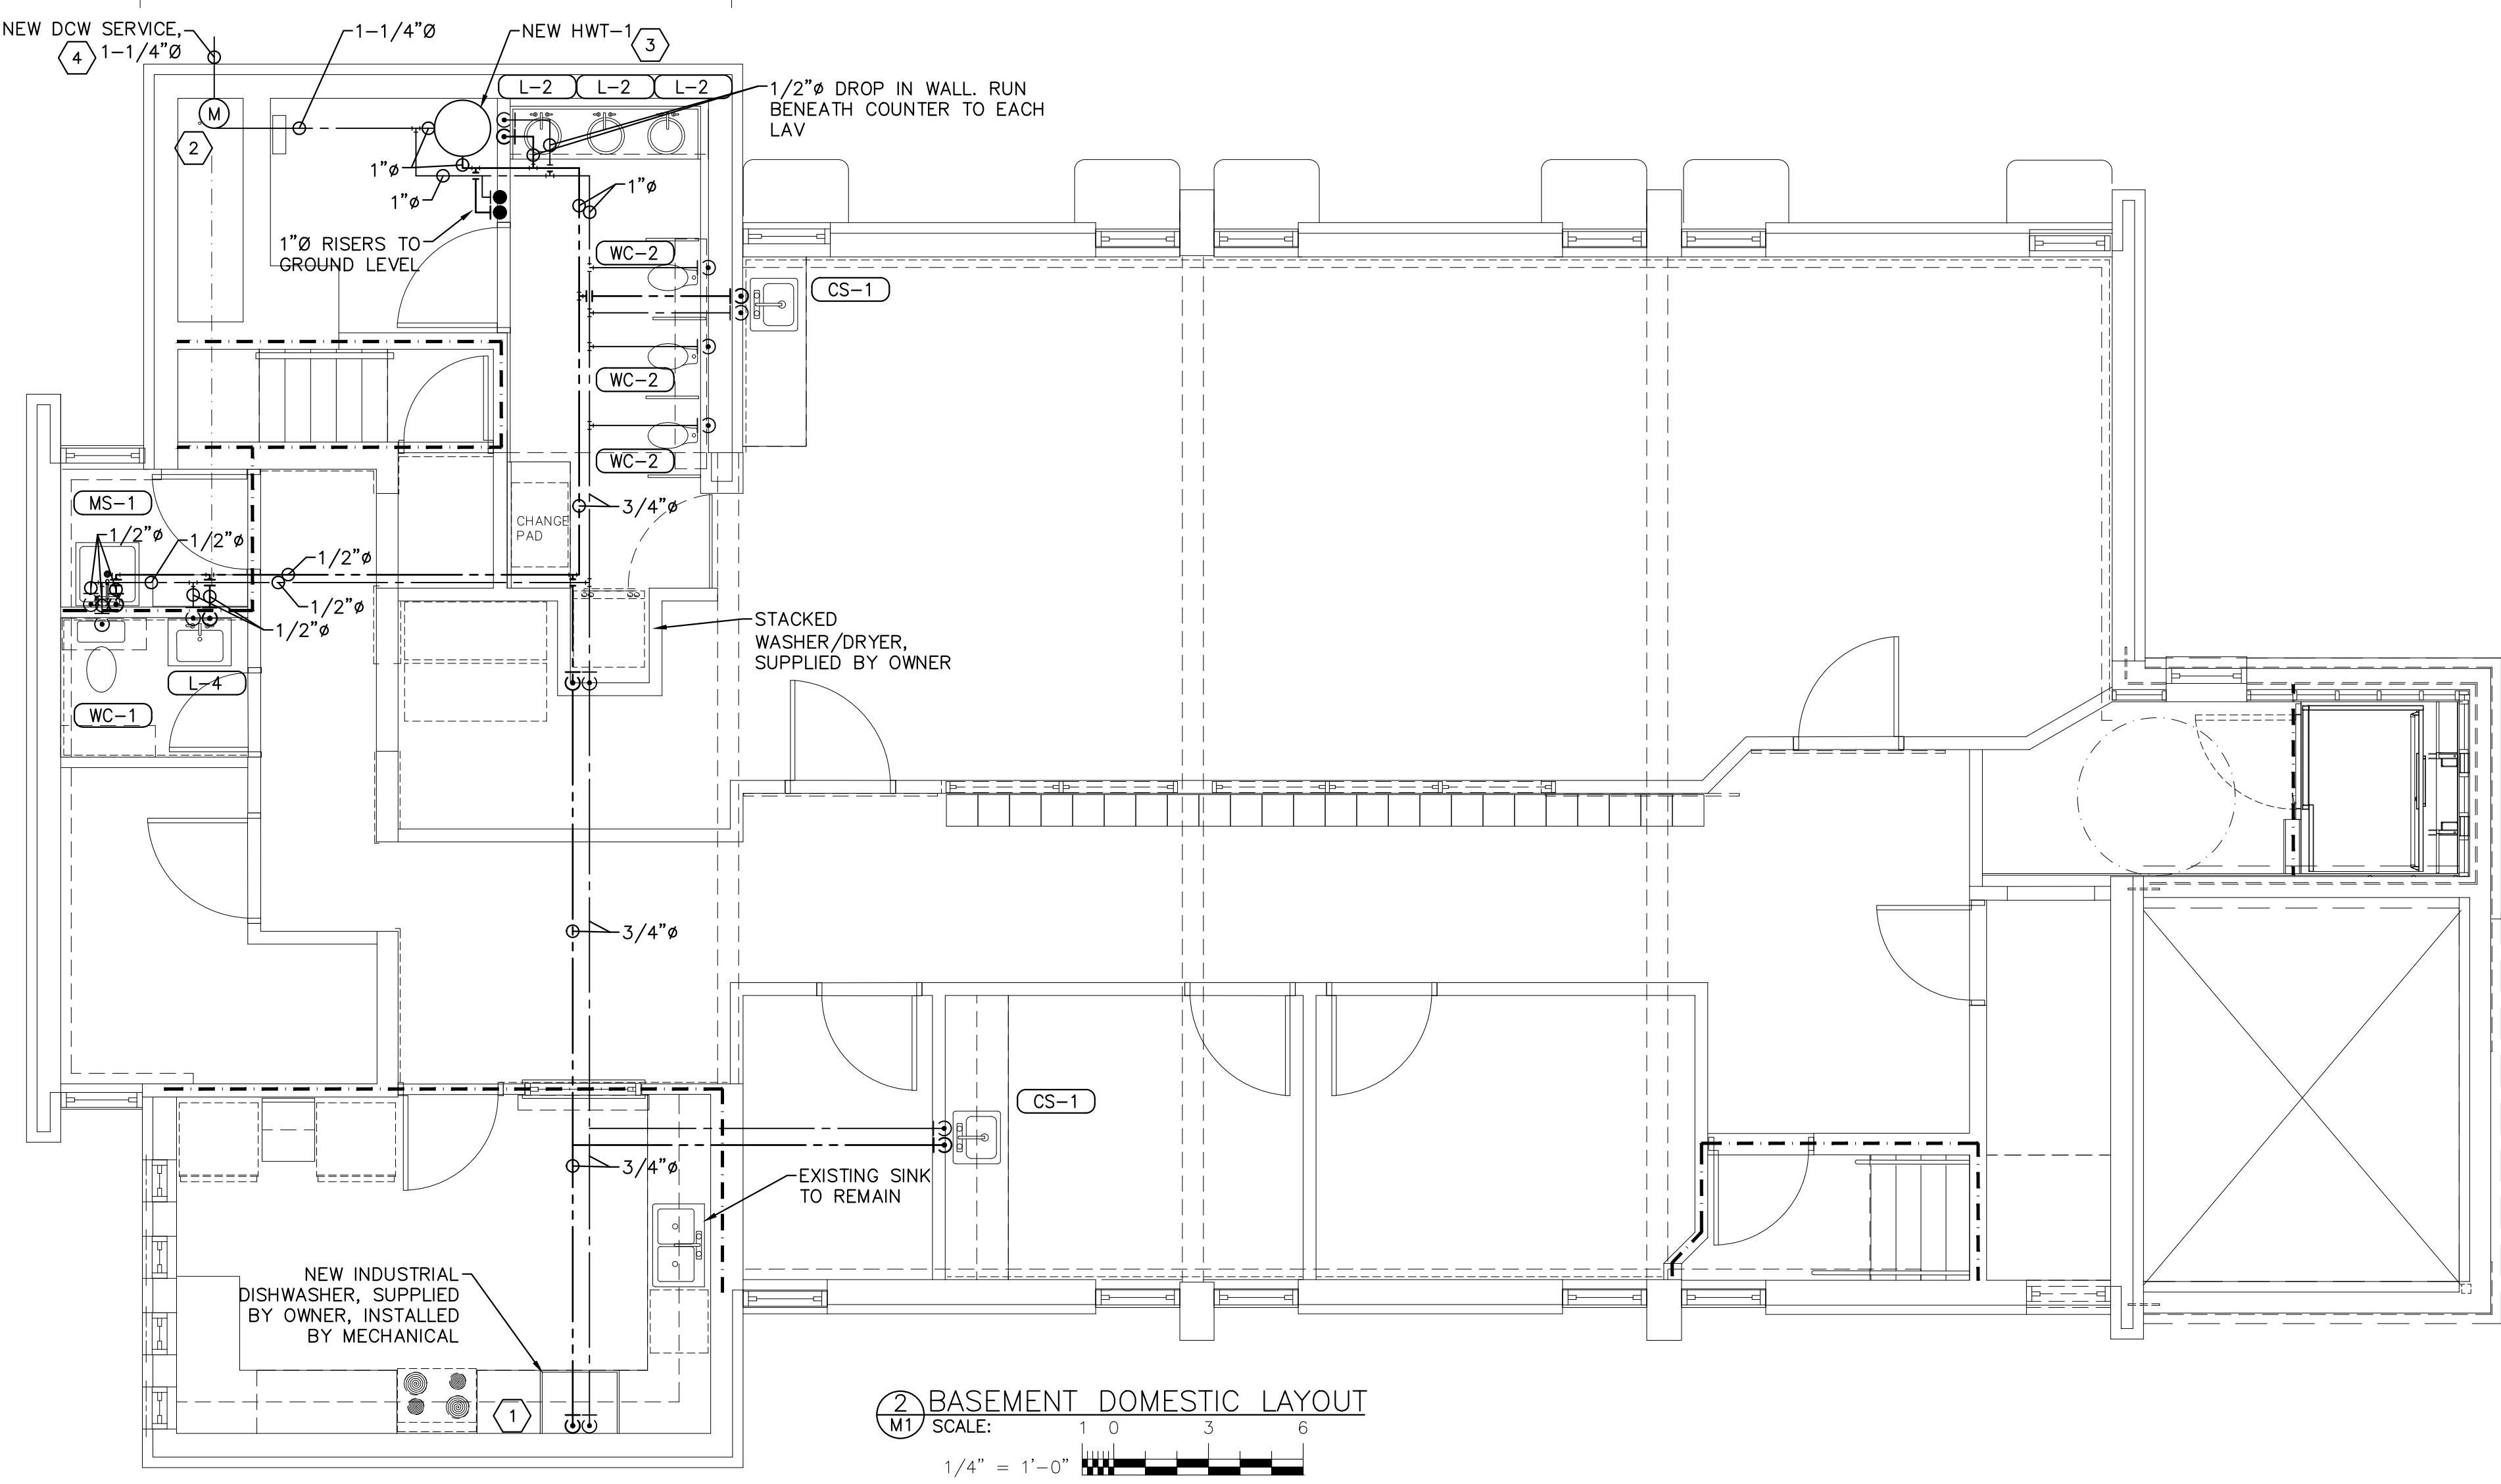 NEW DCW SERVICE,
4 1-1/4"Ø
1-1/4"Ø
NEW HWT-1
3
L-2 L-2 L-2
1/2"ø DROP IN WALL. RUN
BENEATH COUNTER TO EACH
LAV
M
2
1"ø
1"ø
1"ø
1"Ø RISERS TO
GROUND LEVEL
WC-2
CS-1
WC-2
WC-2
MS-1
3/4"ø
CHANGE
PAD
1/2"ø
1/2"ø
1/2"ø
1/2"ø
1/2"ø
STACKED
WASHER/DRYER,
SUPPLIED BY OWNER
L-4
WC-1
3/4"ø
CS-1
3/4"ø
EXISTING SINK
TO REMAIN
NEW INDUSTRIAL
DISHWASHER, SUPPLIED
BY OWNER, INSTALLED
BY MECHANICAL
1
2 BASEMENT DOMESTIC LAYOUT
M1 SCALE:
1 0 3 6
1/4" = 1'-0"